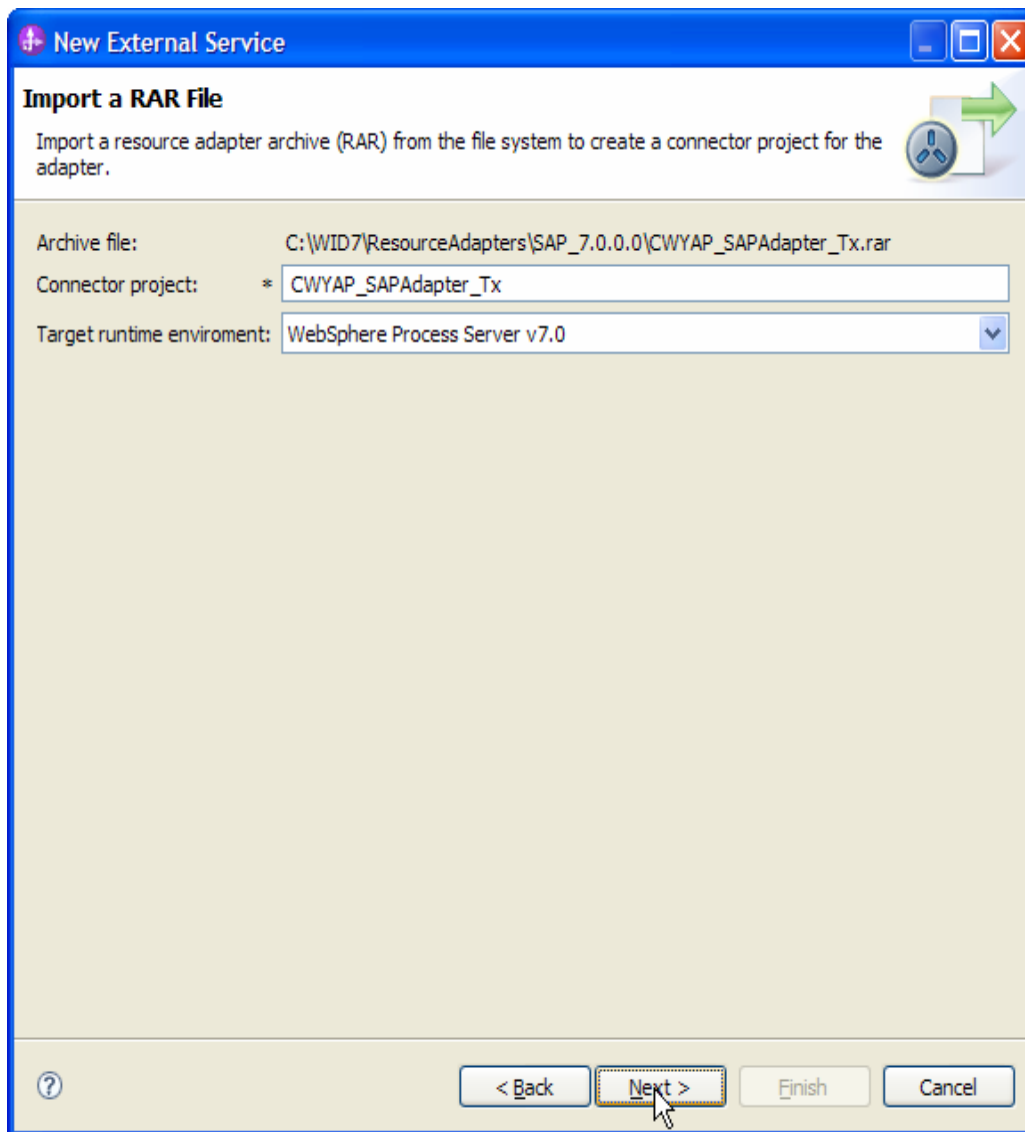 New External Service
Import a RAR File
Import a resource adapter archive (RAR) from the file system to create a connector project for the
adapter.
Archive file: C:\WID7\ResourceAdapters\SAP_7.0.0.0\CWYAP_SAPAdapter_Tx.rar
Connector project: * CWYAP_SAPAdapter_Tx
Target runtime enviroment: WebSphere Process Server v7.0
? < Back Next > Finish Cancel